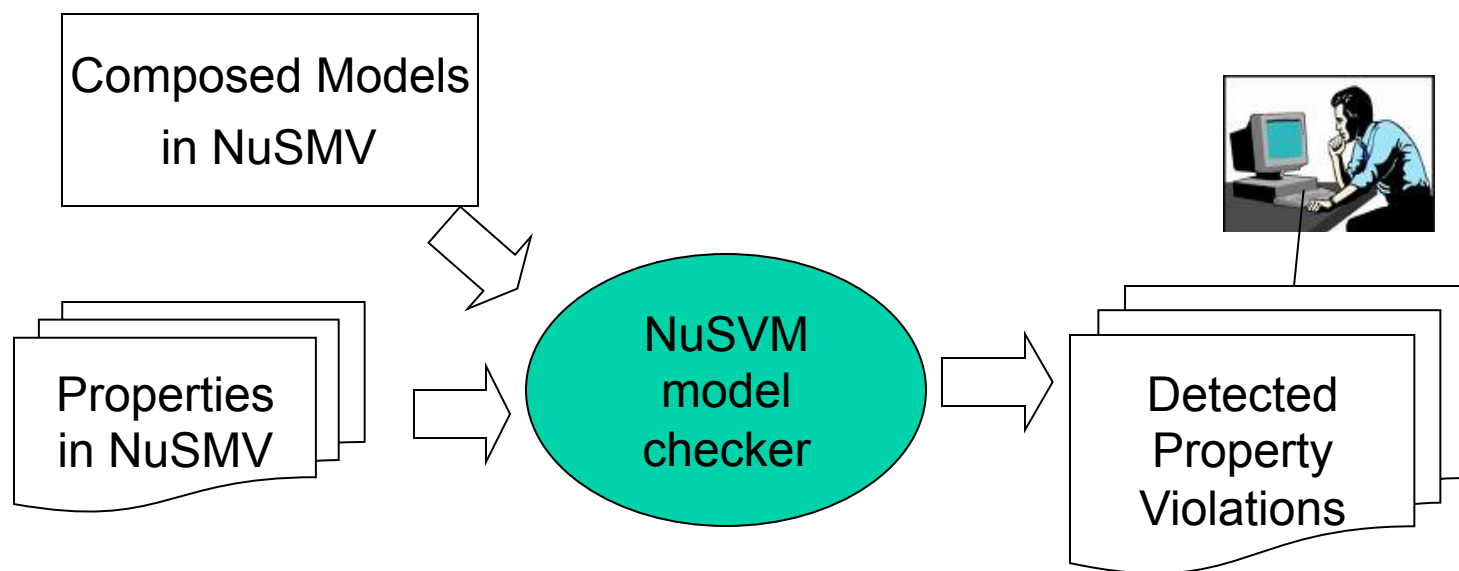 Composed Models
in NuSMV
Properties
in NuSMV
NuSVM
model
checker
Detected
Property
Violations